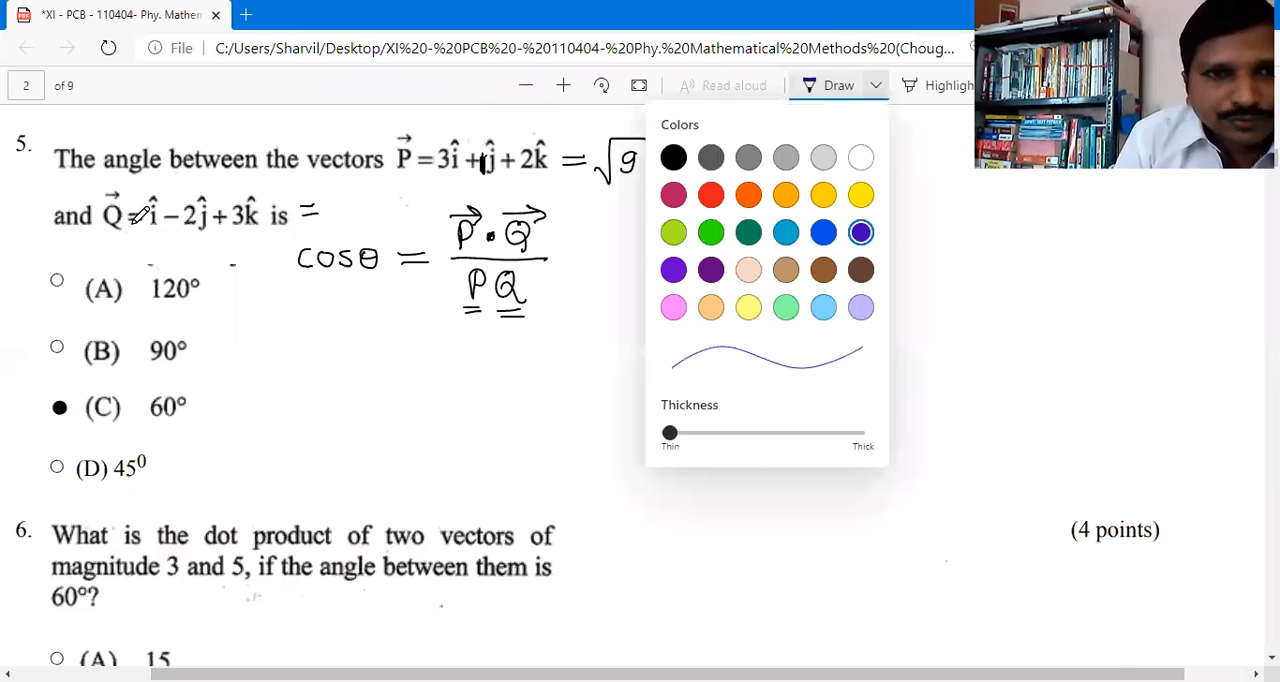 *XI - PCB - 110404- Phy. Mathem
File C:/Users/Sharvil/Desktop/XI%20-%20PCB%20-%20110404-%20Phy.%20Mathematical%20Methods%20(Choug...
2 of 9 Read aloud Draw Highligh
Colors
5.
The angle between the vectors P⃗ = 3î + 1ĵ + 2k̂ = √9
and Q⃗ = î − 2ĵ + 3k̂ is =
cosθ = P⃗ . Q⃗ / P Q
(A) 120°
(B) 90°
(C) 60°
(D) 45⁰
Thickness
Thin Thick
6. What is the dot product of two vectors of
(4 points)
magnitude 3 and 5, if the angle between them is
60°?
(A) 15